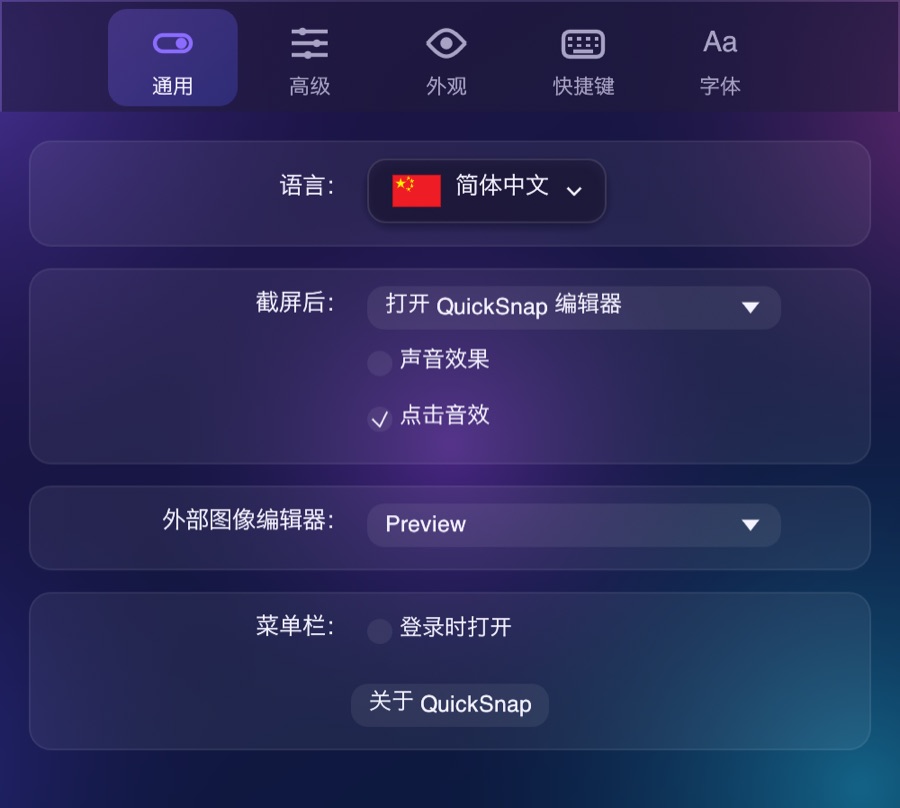 通用
高级
外观
快捷键
Aa
字体
语言: 简体中文
截屏后: 打开 QuickSnap 编辑器
声音效果
点击音效
外部图像编辑器: Preview
菜单栏: 登录时打开
关于 QuickSnap